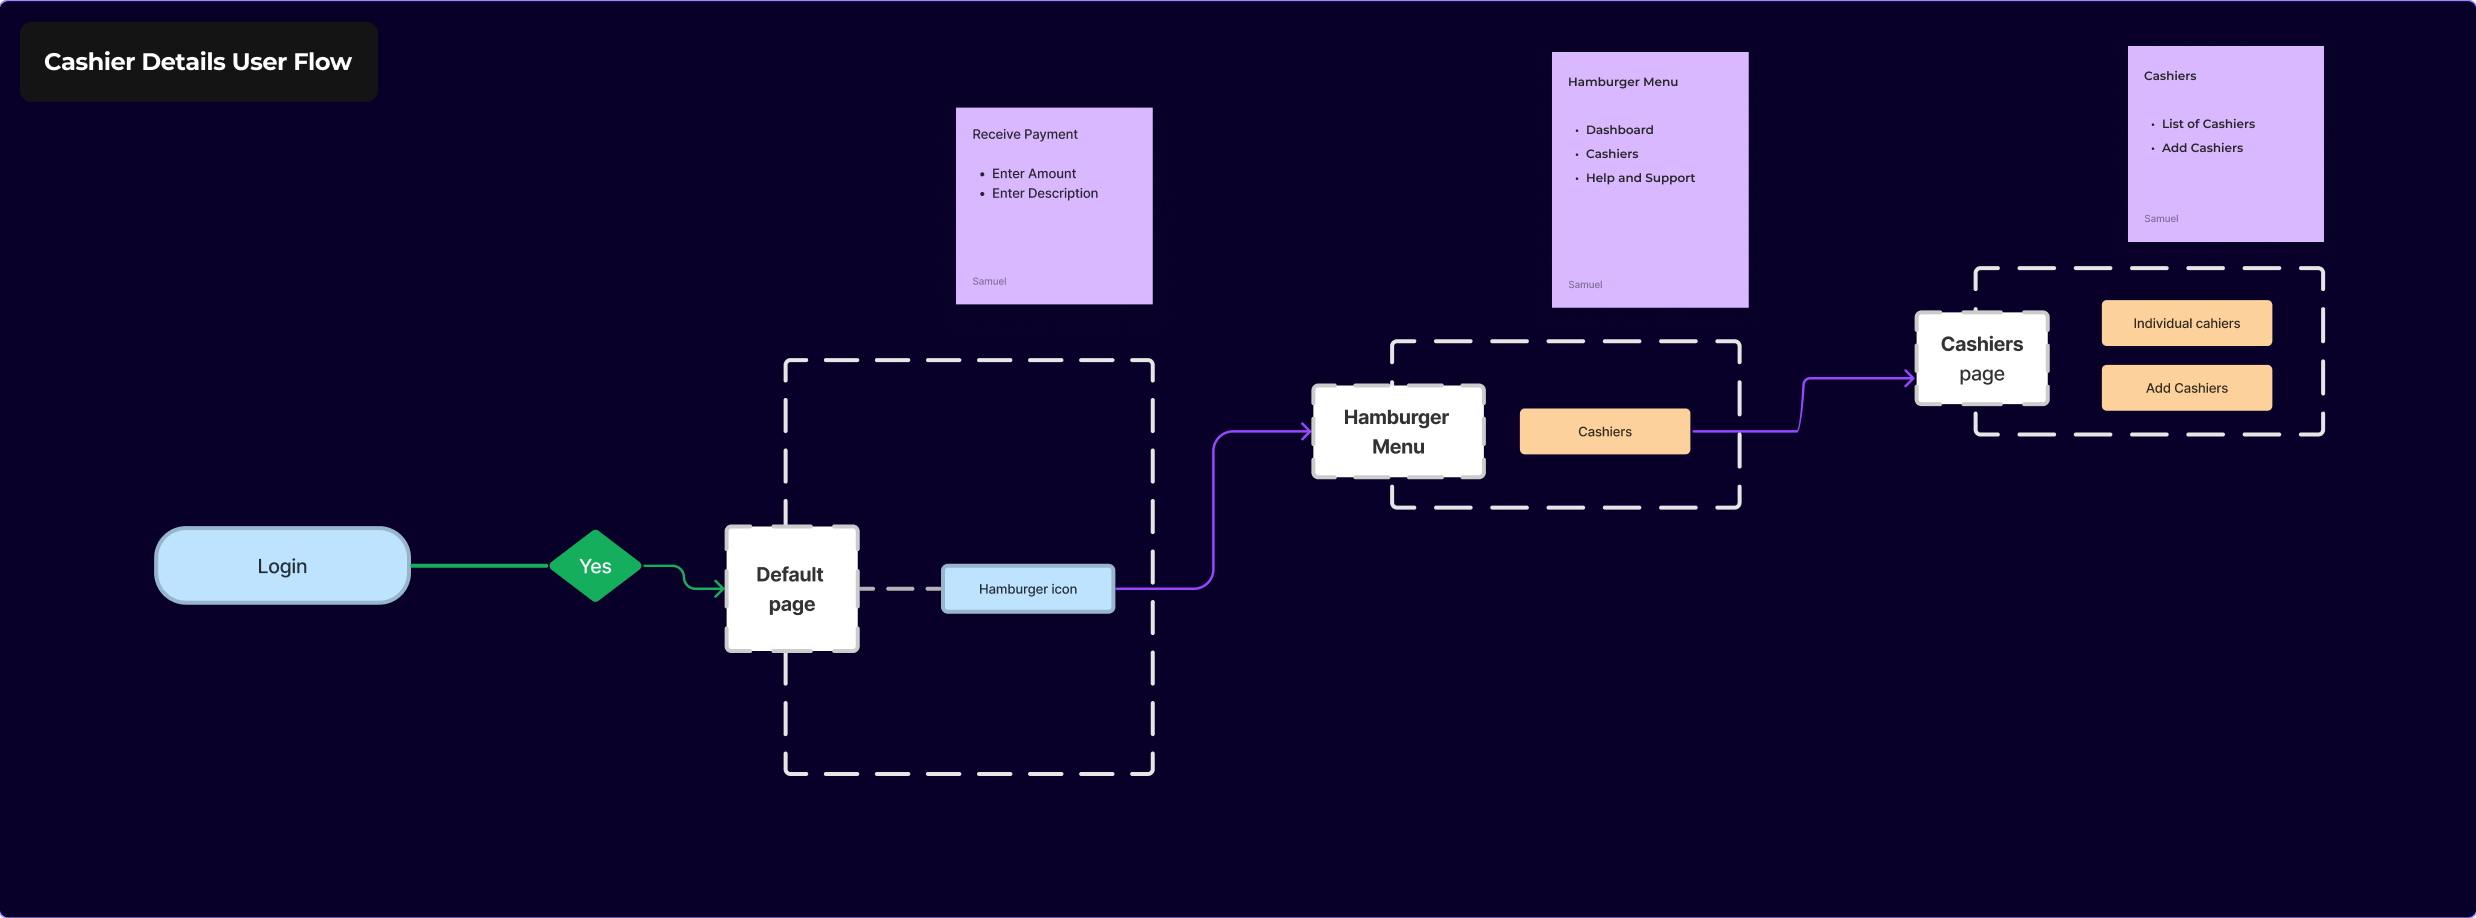 Cashier Details User Flow
Receive Payment
• Enter Amount
• Enter Description
Samuel
Hamburger Menu
• Dashboard
• Cashiers
• Help and Support
Samuel
Cashiers
• List of Cashiers
• Add Cashiers
Samuel
Login
Yes
Default
page
Hamburger icon
Hamburger
Menu
Cashiers
Cashiers
page
Individual cahiers
Add Cashiers